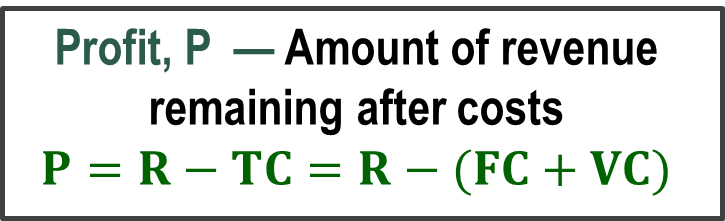 Profit, P — Amount of revenue
remaining after costs
P = R − TC = R − (FC + VC)